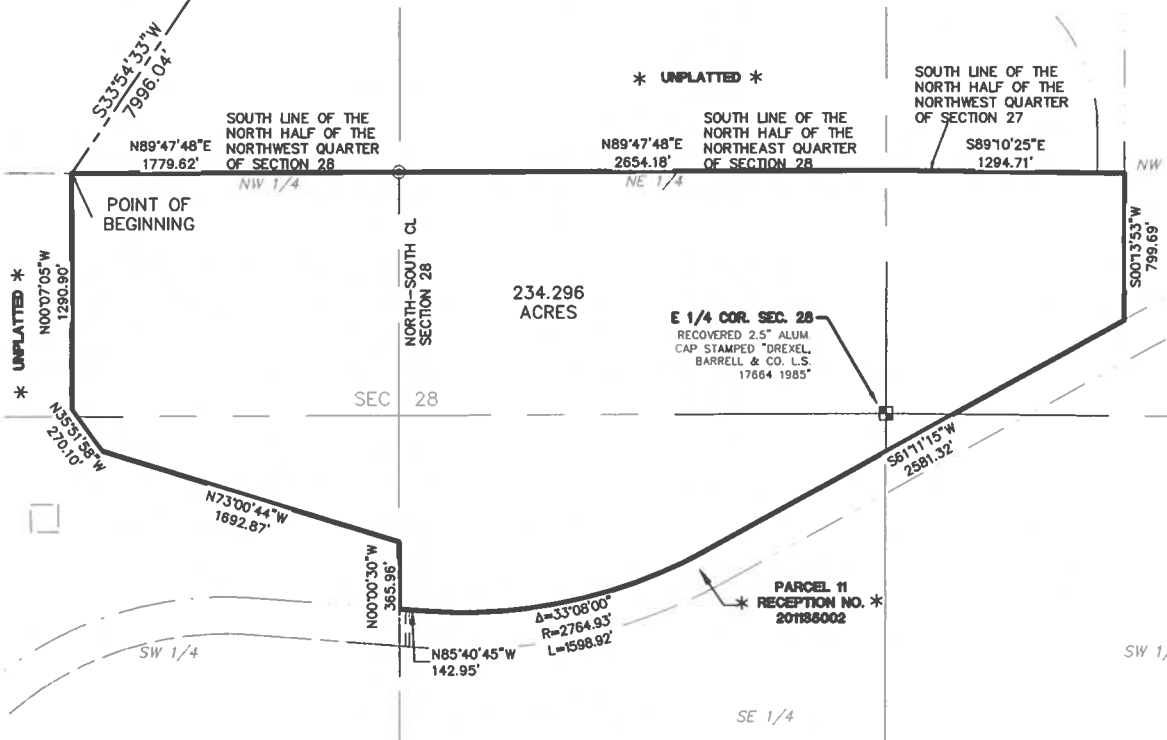 S33°54'33"W
7996.04'
N89°47'48"E
1779.62'
SOUTH LINE OF THE
NORTH HALF OF THE
NORTHWEST QUARTER
OF SECTION 28
NW 1/4
* UNPLATTED *
N89°47'48"E
2654.18'
SOUTH LINE OF THE
NORTH HALF OF THE
NORTHEAST QUARTER
OF SECTION 28
NE 1/4
SOUTH LINE OF THE
NORTH HALF OF THE
NORTHWEST QUARTER
OF SECTION 27
S89°10'25"E
1294.71'
NW
POINT OF
BEGINNING
* UNPLATTED *
N00°07'05"W
1290.90'
NORTH-SOUTH CL
SECTION 28
234.296
ACRES
S00°13'53"W
799.69'
E 1/4 COR. SEC. 28
RECOVERED 2.5" ALUM.
CAP STAMPED "DREXEL,
BARRELL & CO. L.S.
17664 1985"
SEC 28
N35°51'58"W
270.10'
S61°11'15"W
2581.32'
N73°00'44"W
1692.87'
N00°00'30"W
365.96'
Δ=33°08'00"
R=2764.93'
L=1598.92'
PARCEL 11
* RECEPTION NO. *
201185002
N85°40'45"W
142.95'
SW 1/4
SW 1/
SE 1/4